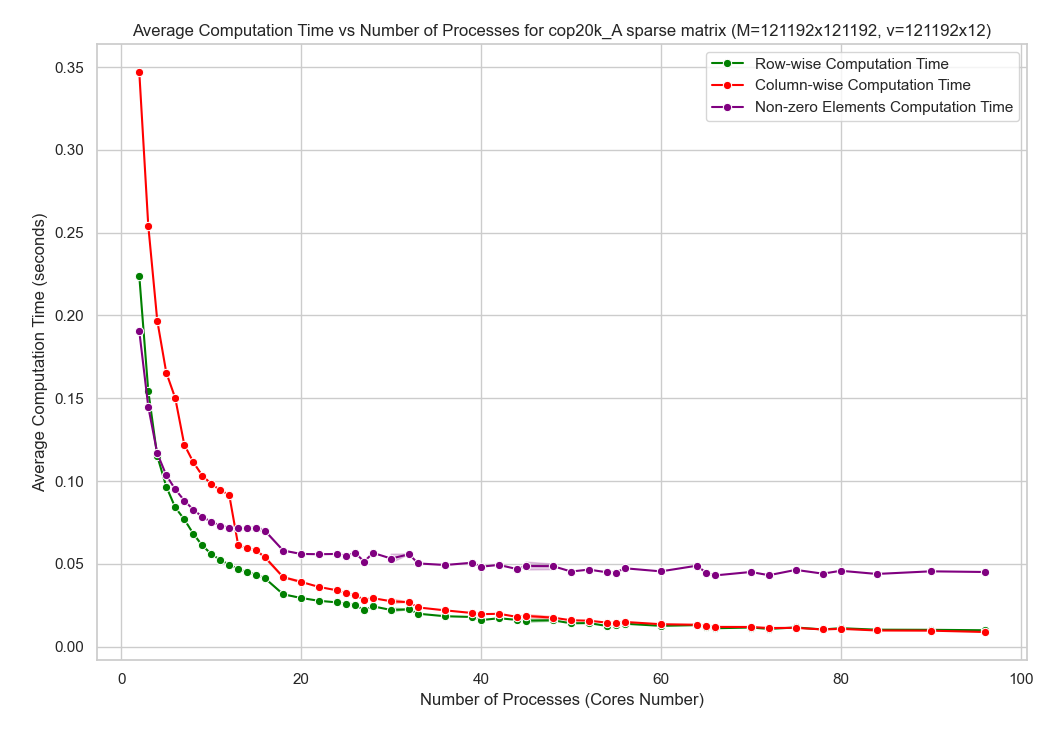 Average Computation Time vs Number of Processes for cop20k_A sparse matrix (M=121192x121192, v=121192x12)
Row-wise Computation Time
Column-wise Computation Time
Non-zero Elements Computation Time
Average Computation Time (seconds)
0.35
0.30
0.25
0.20
0.15
0.10
0.05
0.00
0
20
40
60
80
100
Number of Processes (Cores Number)